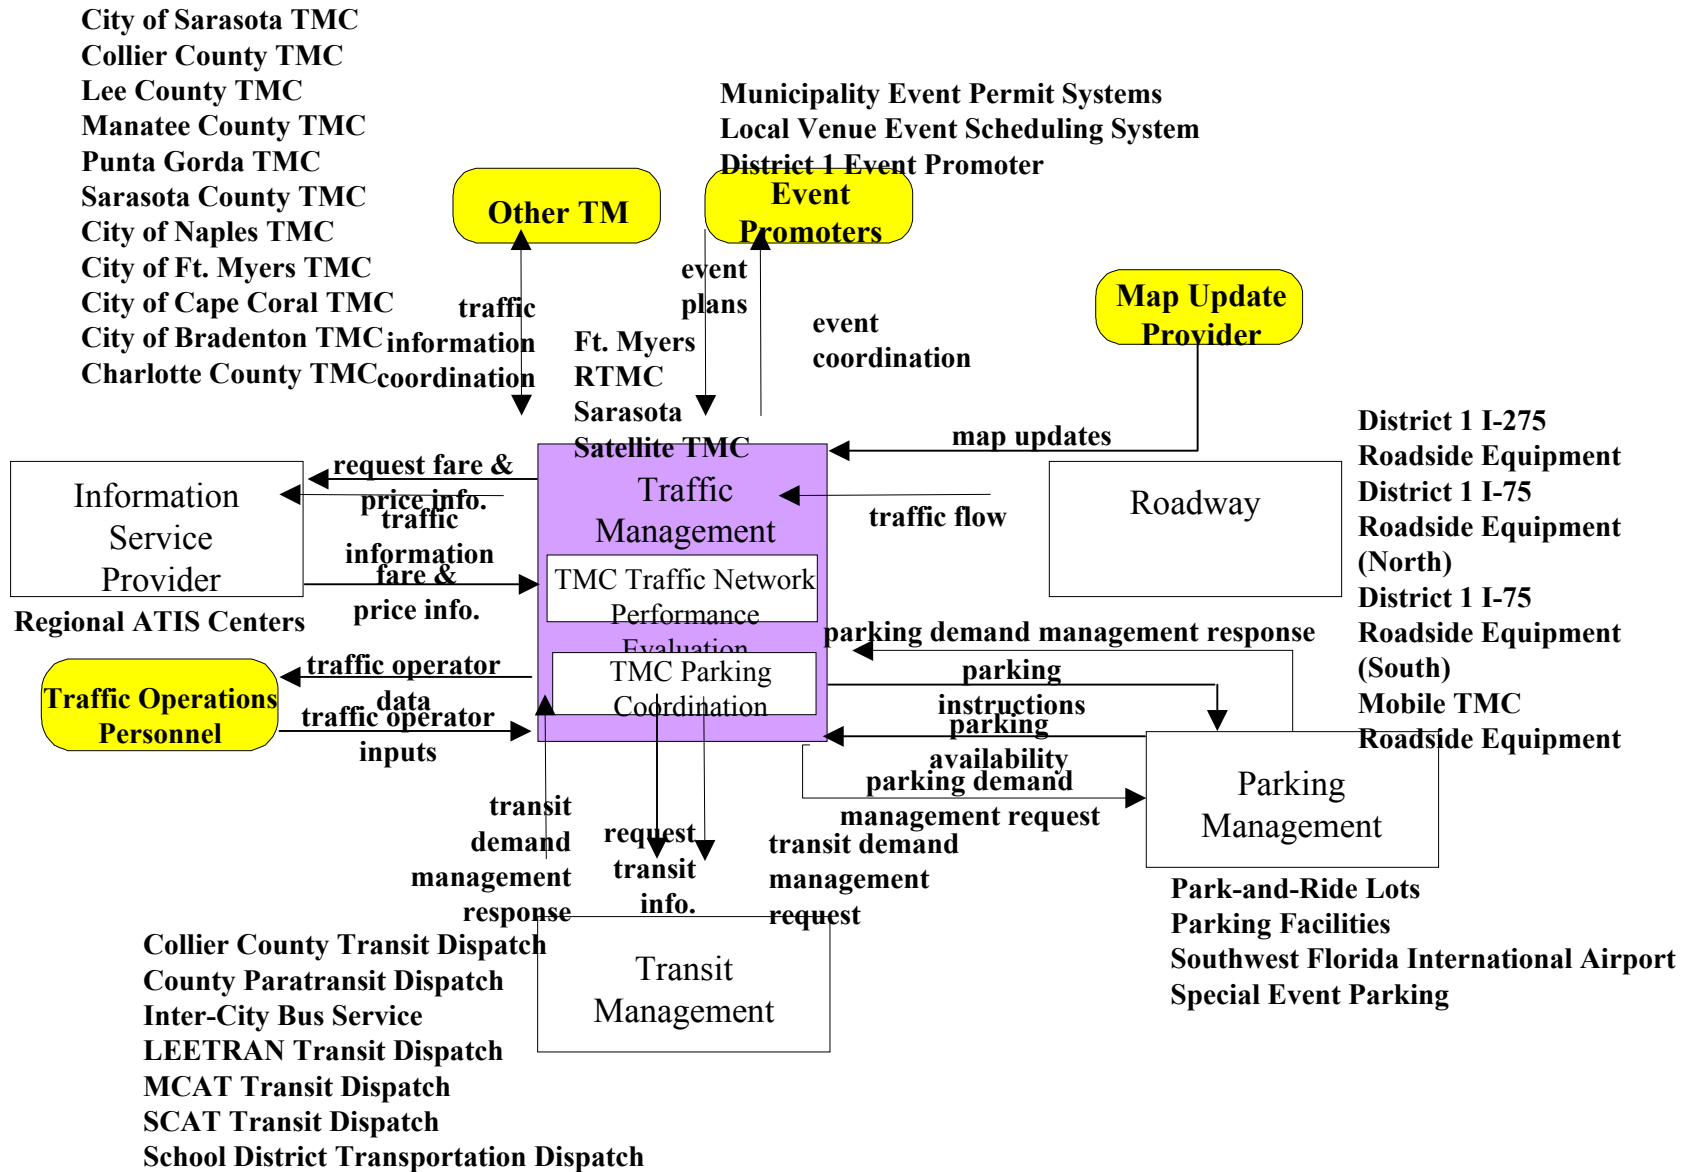 City of Sarasota TMC
Collier County TMC
Lee County TMC
Manatee County TMC
Punta Gorda TMC
Sarasota County TMC
City of Naples TMC
City of Ft. Myers TMC
City of Cape Coral TMC
City of Bradenton TMC
Charlotte County TMC
Municipality Event Permit Systems
Local Venue Event Scheduling System
District 1 Event Promoter
Other TM
Event
Promoters
Map Update
Provider
traffic
information
coordination
event
plans
event
coordination
Ft. Myers
RTMC
Sarasota
Satellite TMC
map updates
District 1 I-275
Roadside Equipment
District 1 I-75
Roadside Equipment
(North)
District 1 I-75
Roadside Equipment
(South)
Mobile TMC
Roadside Equipment
Information
Service
Provider
Regional ATIS Centers
request fare &
price info.
traffic
information
fare &
price info.
Traffic
Management
TMC Traffic Network
Performance
Evaluation
TMC Parking
Coordination
traffic flow
Roadway
Traffic Operations
Personnel
traffic operator
data
traffic operator
inputs
parking demand management response
parking
instructions
parking
availability
parking demand
management request
Parking
Management
Park-and-Ride Lots
Parking Facilities
Southwest Florida International Airport
Special Event Parking
transit
demand
management
response
request
transit
info.
transit demand
management
request
Transit
Management
Collier County Transit Dispatch
County Paratransit Dispatch
Inter-City Bus Service
LEETRAN Transit Dispatch
MCAT Transit Dispatch
SCAT Transit Dispatch
School District Transportation Dispatch